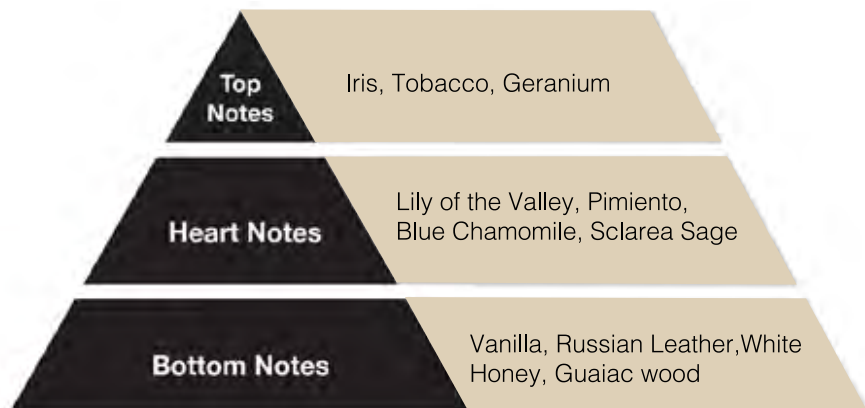 Top
Notes
Iris, Tobacco, Geranium
Heart Notes
Lily of the Valley, Pimiento,
Blue Chamomile, Sclarea Sage
Bottom Notes
Vanilla, Russian Leather,White
Honey, Guaiac wood